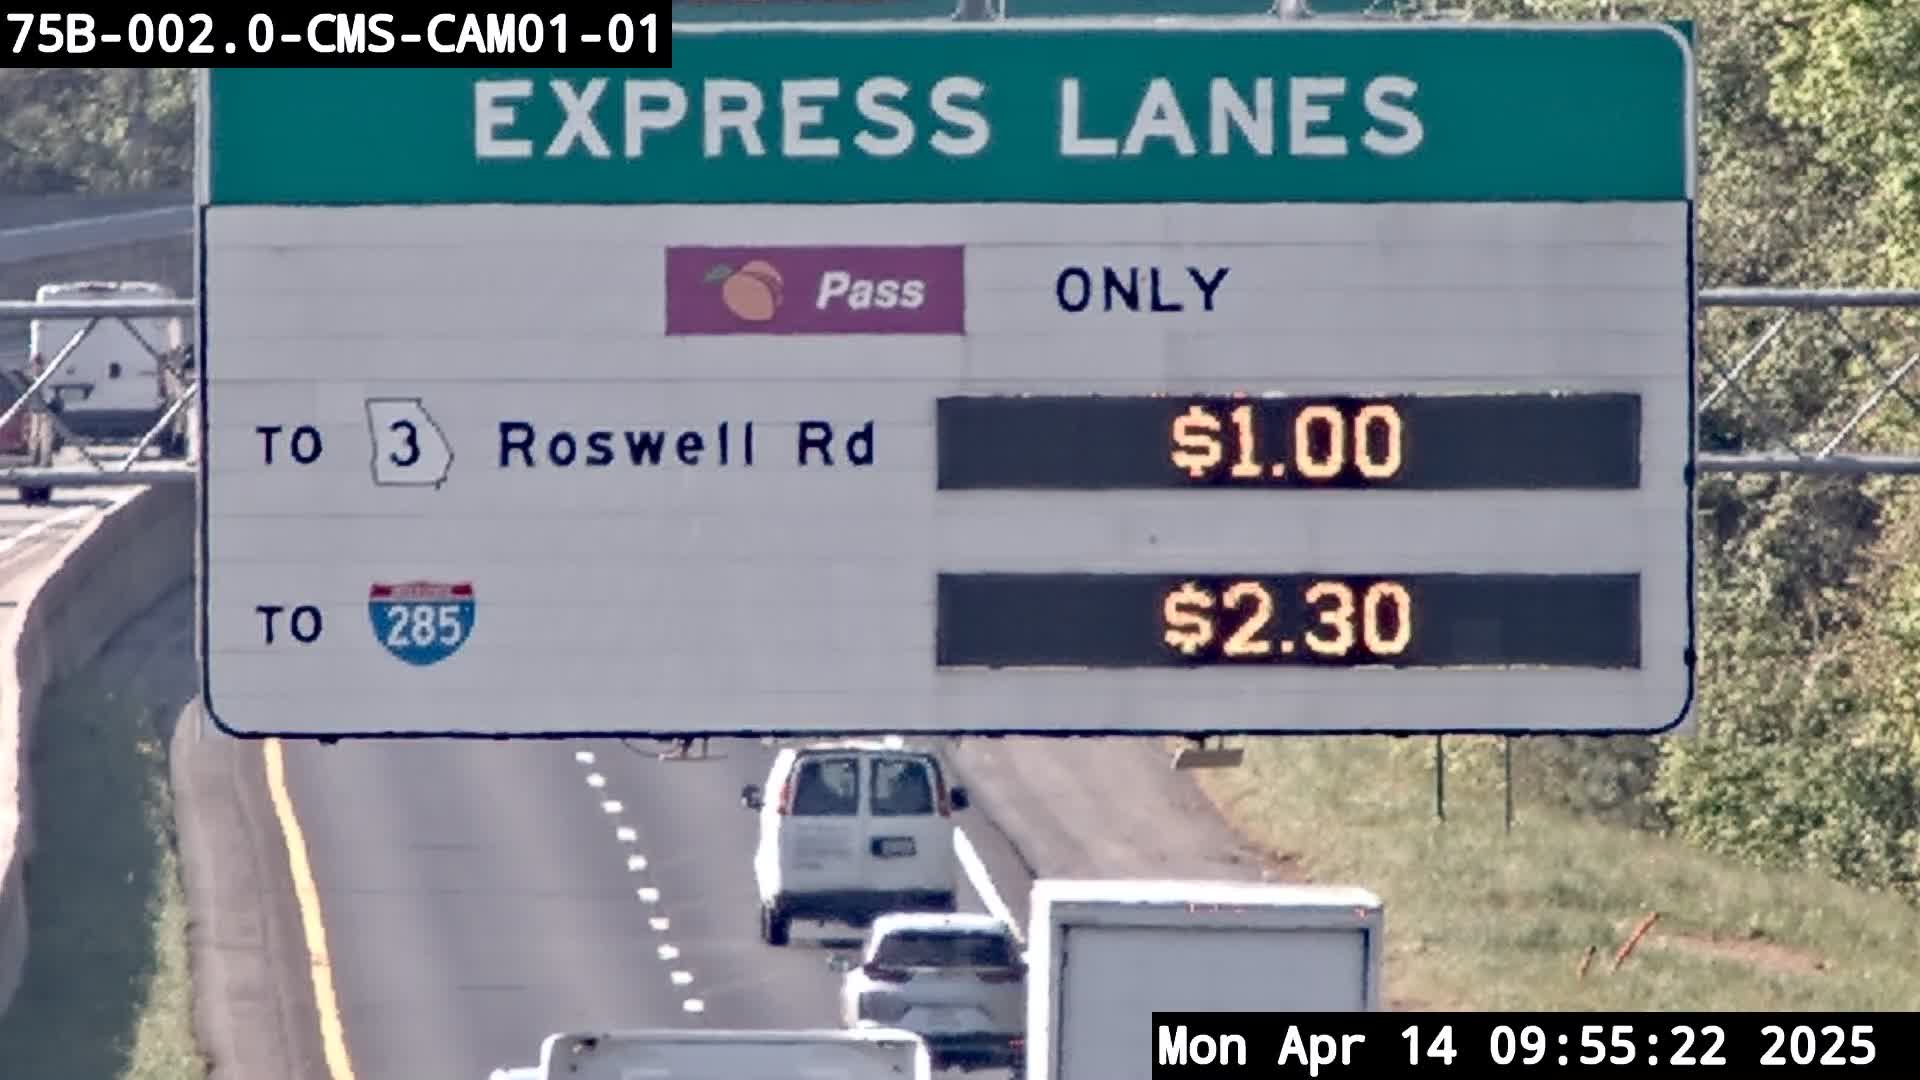 75B-002.0-CMS-CAM01-01
EXPRESS LANES
Pass ONLY
TO 3 Roswell Rd $1.00
TO 285 $2.30
Mon Apr 14 09:55:22 2025